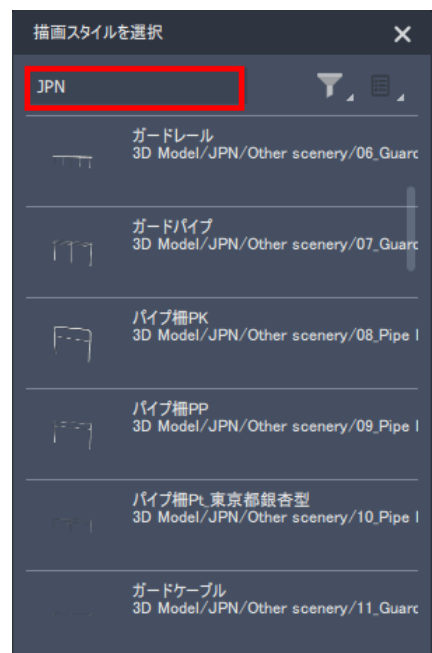 描画スタイルを選択
JPN
ガードレール
3D Model/JPN/Other scenery/06_Guarc
ガードパイプ
3D Model/JPN/Other scenery/07_Guarc
パイプ柵PK
3D Model/JPN/Other scenery/08_Pipe l
パイプ柵PP
3D Model/JPN/Other scenery/09_Pipe l
パイプ柵Pt_東京都銀杏型
3D Model/JPN/Other scenery/10_Pipe l
ガードケーブル
3D Model/JPN/Other scenery/11_Guarc